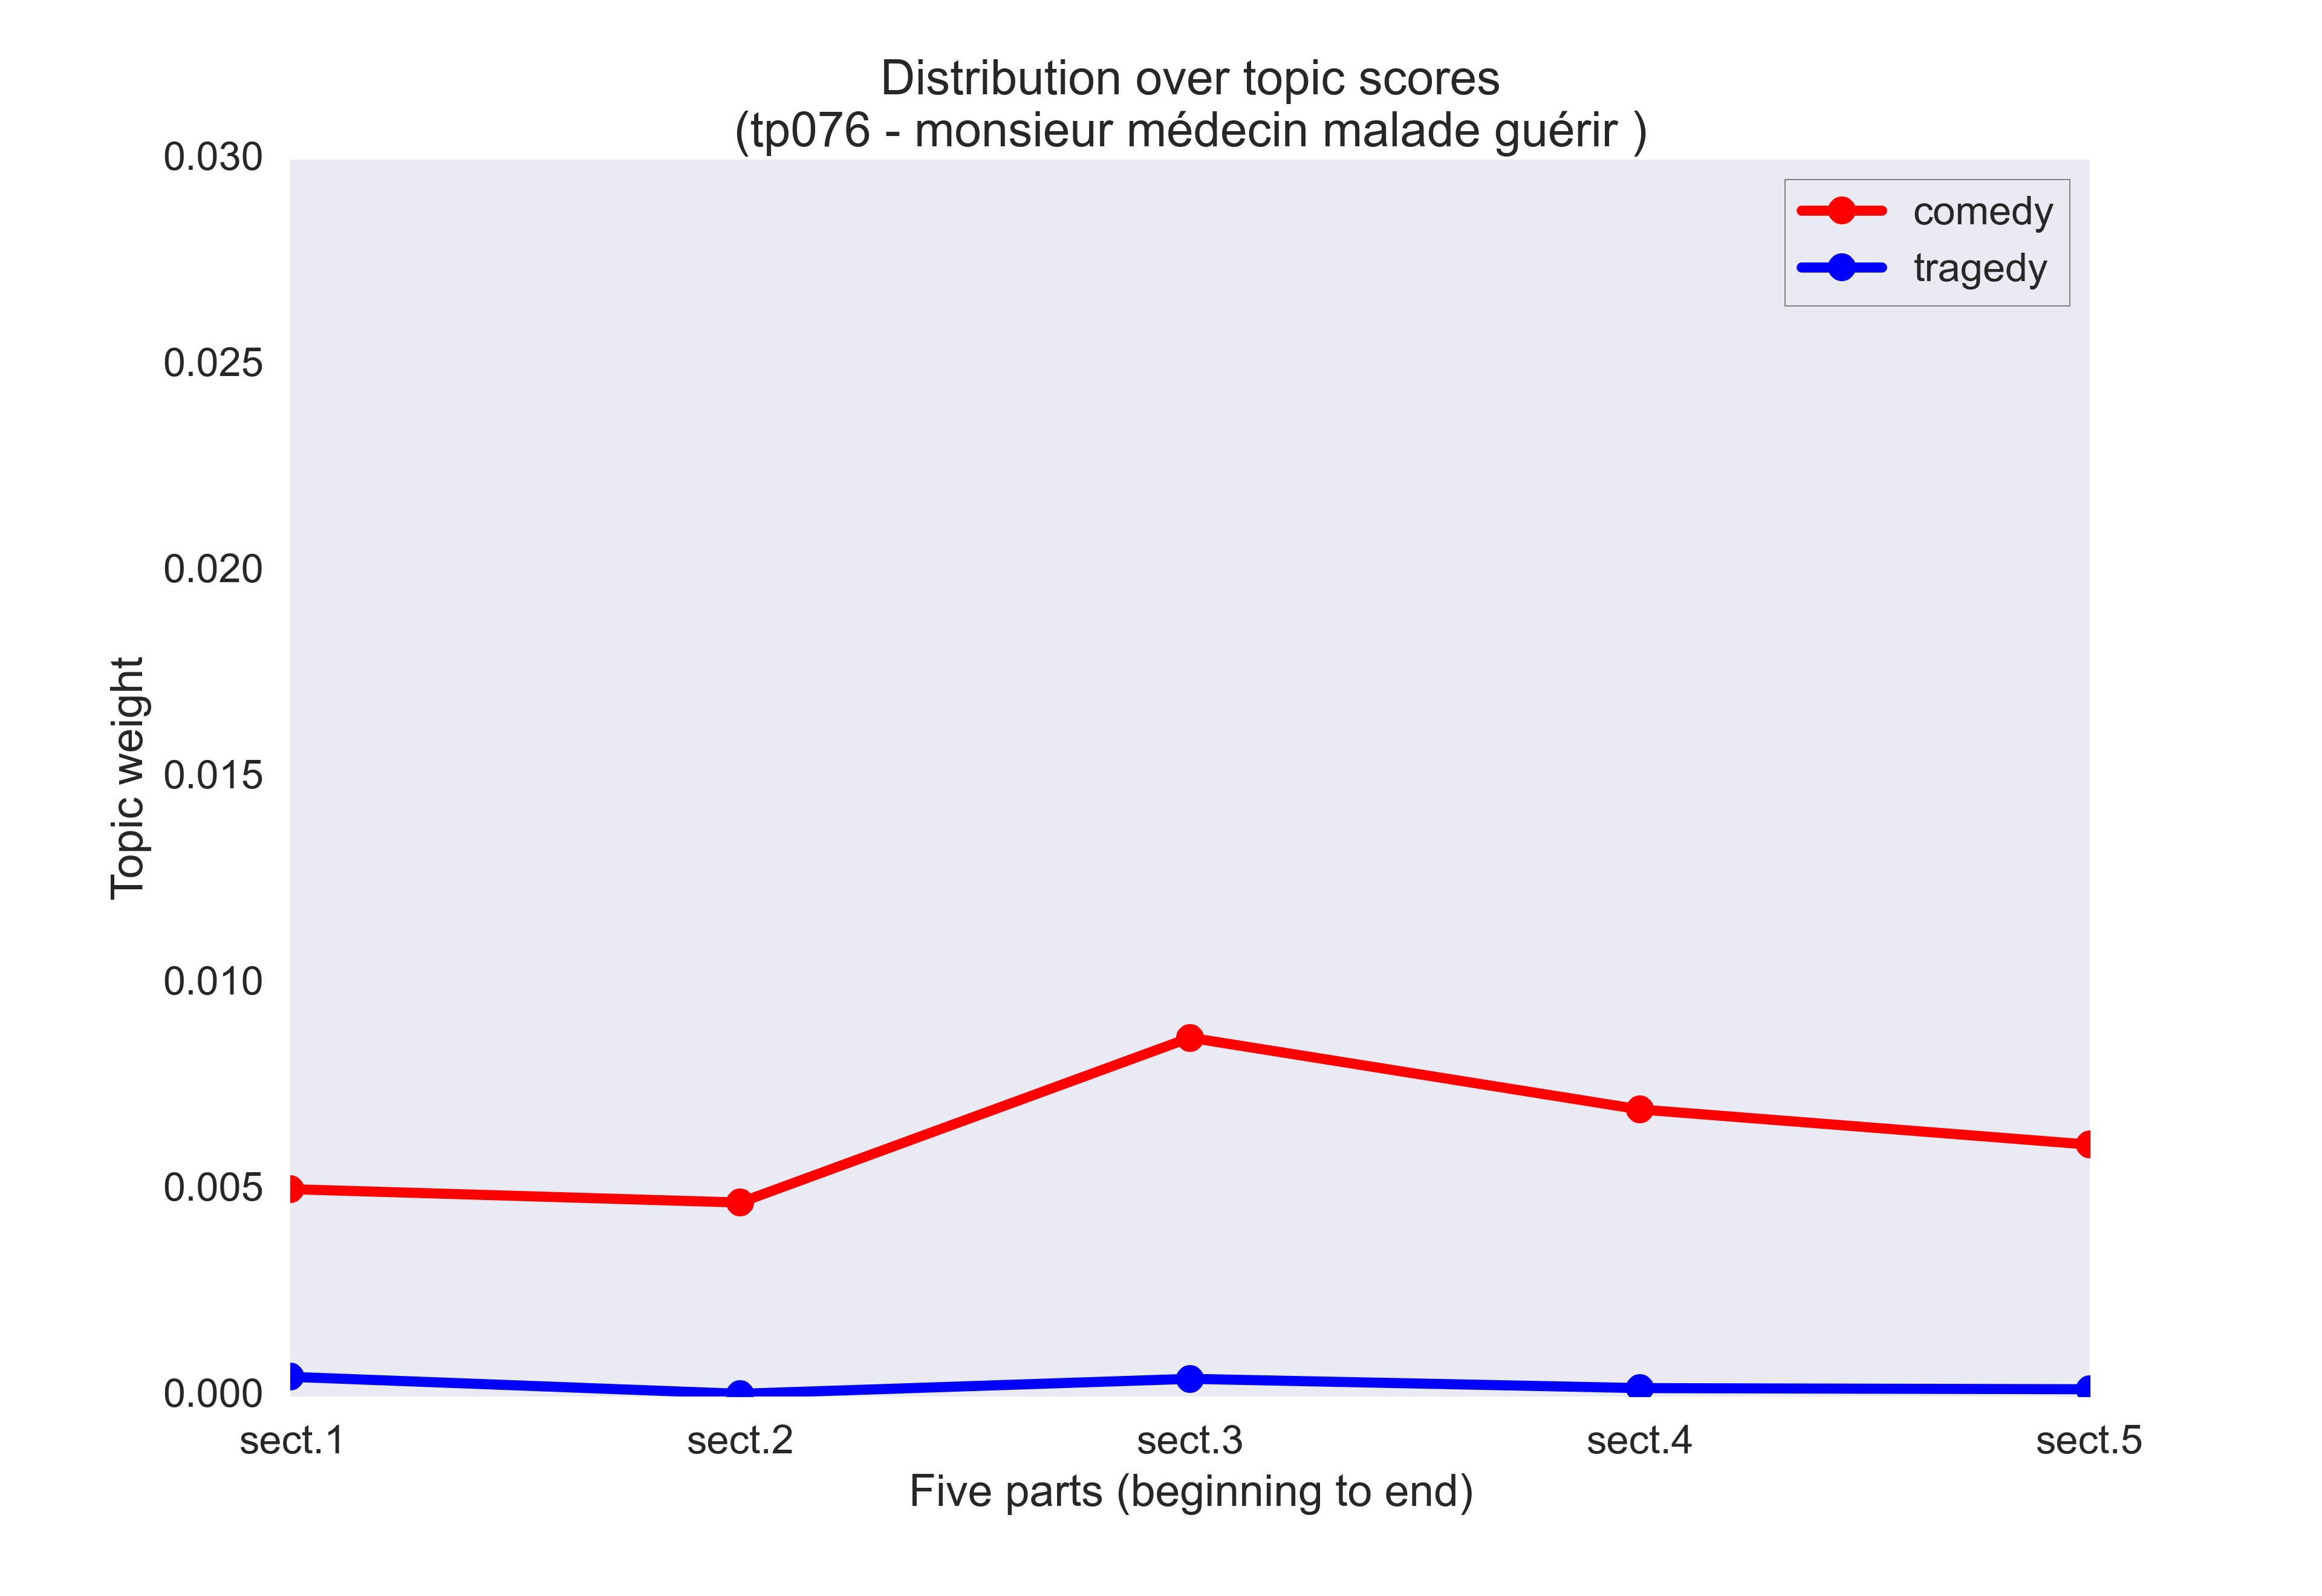 Distribution over topic scores
(tp076 - monsieur médecin malade guérir )
comedy
tragedy
0.030
0.025
0.020
0.015
0.010
0.005
0.000
Topic weight
sect.1 sect.2 sect.3 sect.4 sect.5
Five parts (beginning to end)